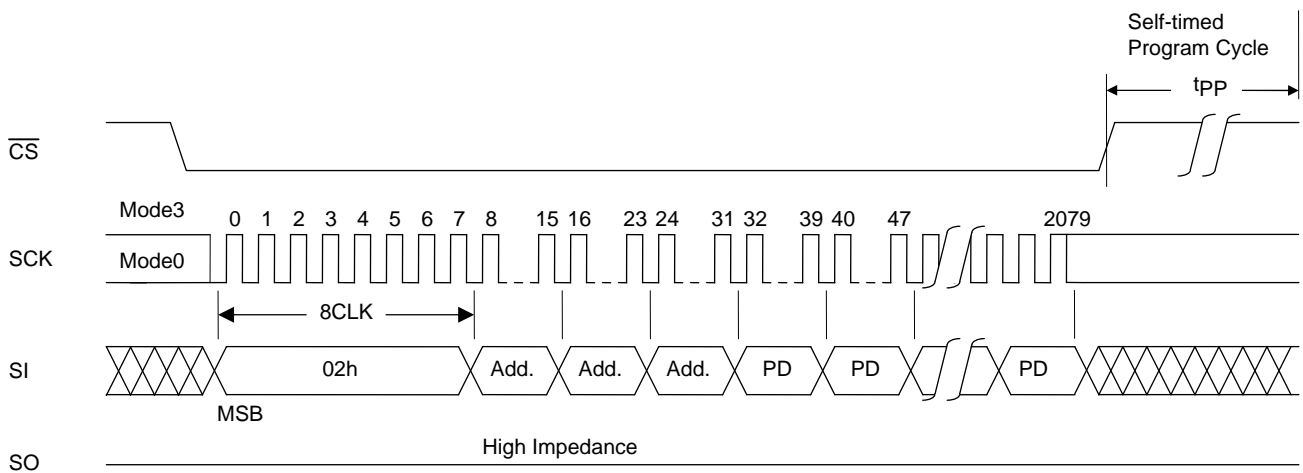 Self-timed
Program Cycle
tPP
CS
Mode3
0 1 2 3 4 5 6 7 8 15 16 23 24 31 32 39 40 47 2079
SCK
Mode0
8CLK
SI
02h Add. Add. Add. PD PD PD
MSB
High Impedance
SO